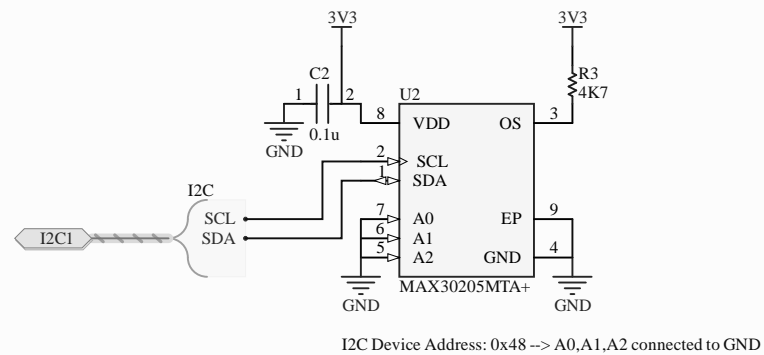 3V3
3V3
C2
1
2
0.1u
GND
U2
R3
4K7
8
VDD
OS
3
2
SCL
1
SDA
I2C
SCL
SDA
I2C1
7
A0
6
A1
5
A2
EP
9
GND
4
GND
GND
MAX30205MTA+
I2C Device Address: 0x48 --> A0,A1,A2 connected to GND